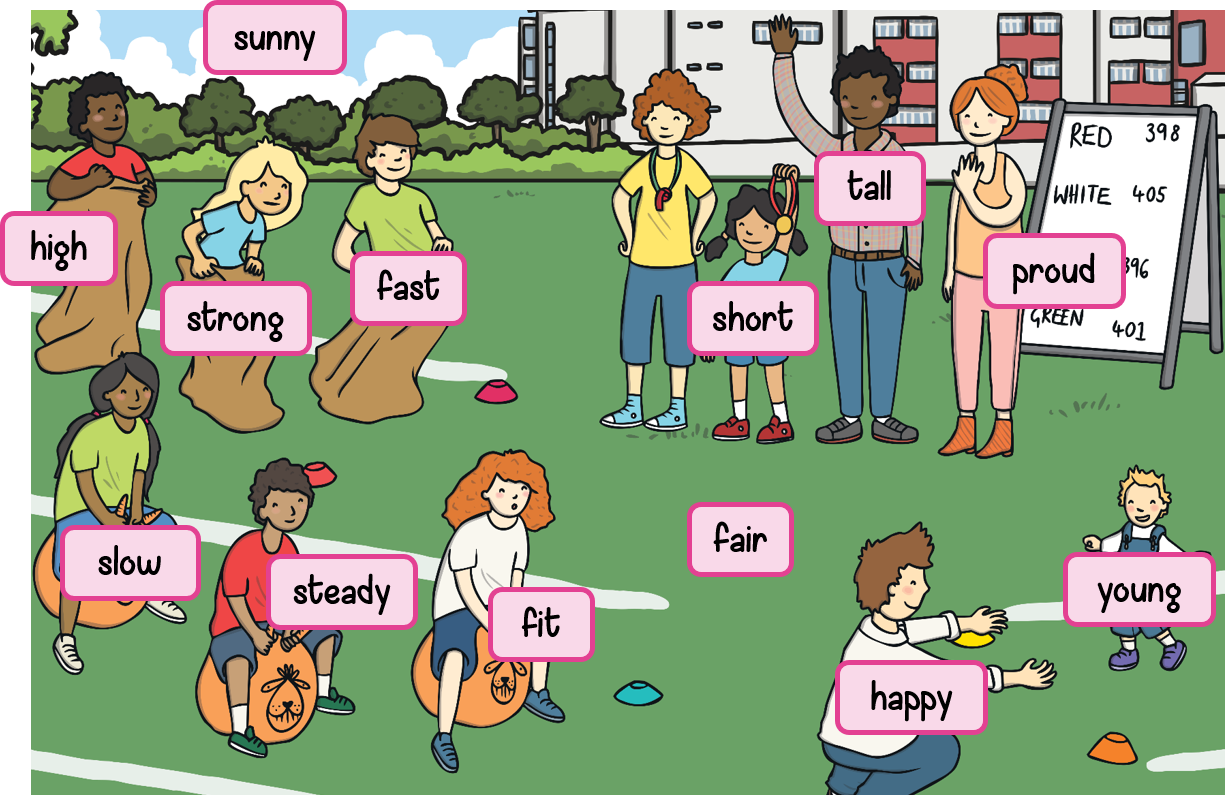 sunny
RED 398
WHITE 405
96
GREEN 401
tall
proud
high
fast
strong
short
slow
steady
fair
fit
young
happy